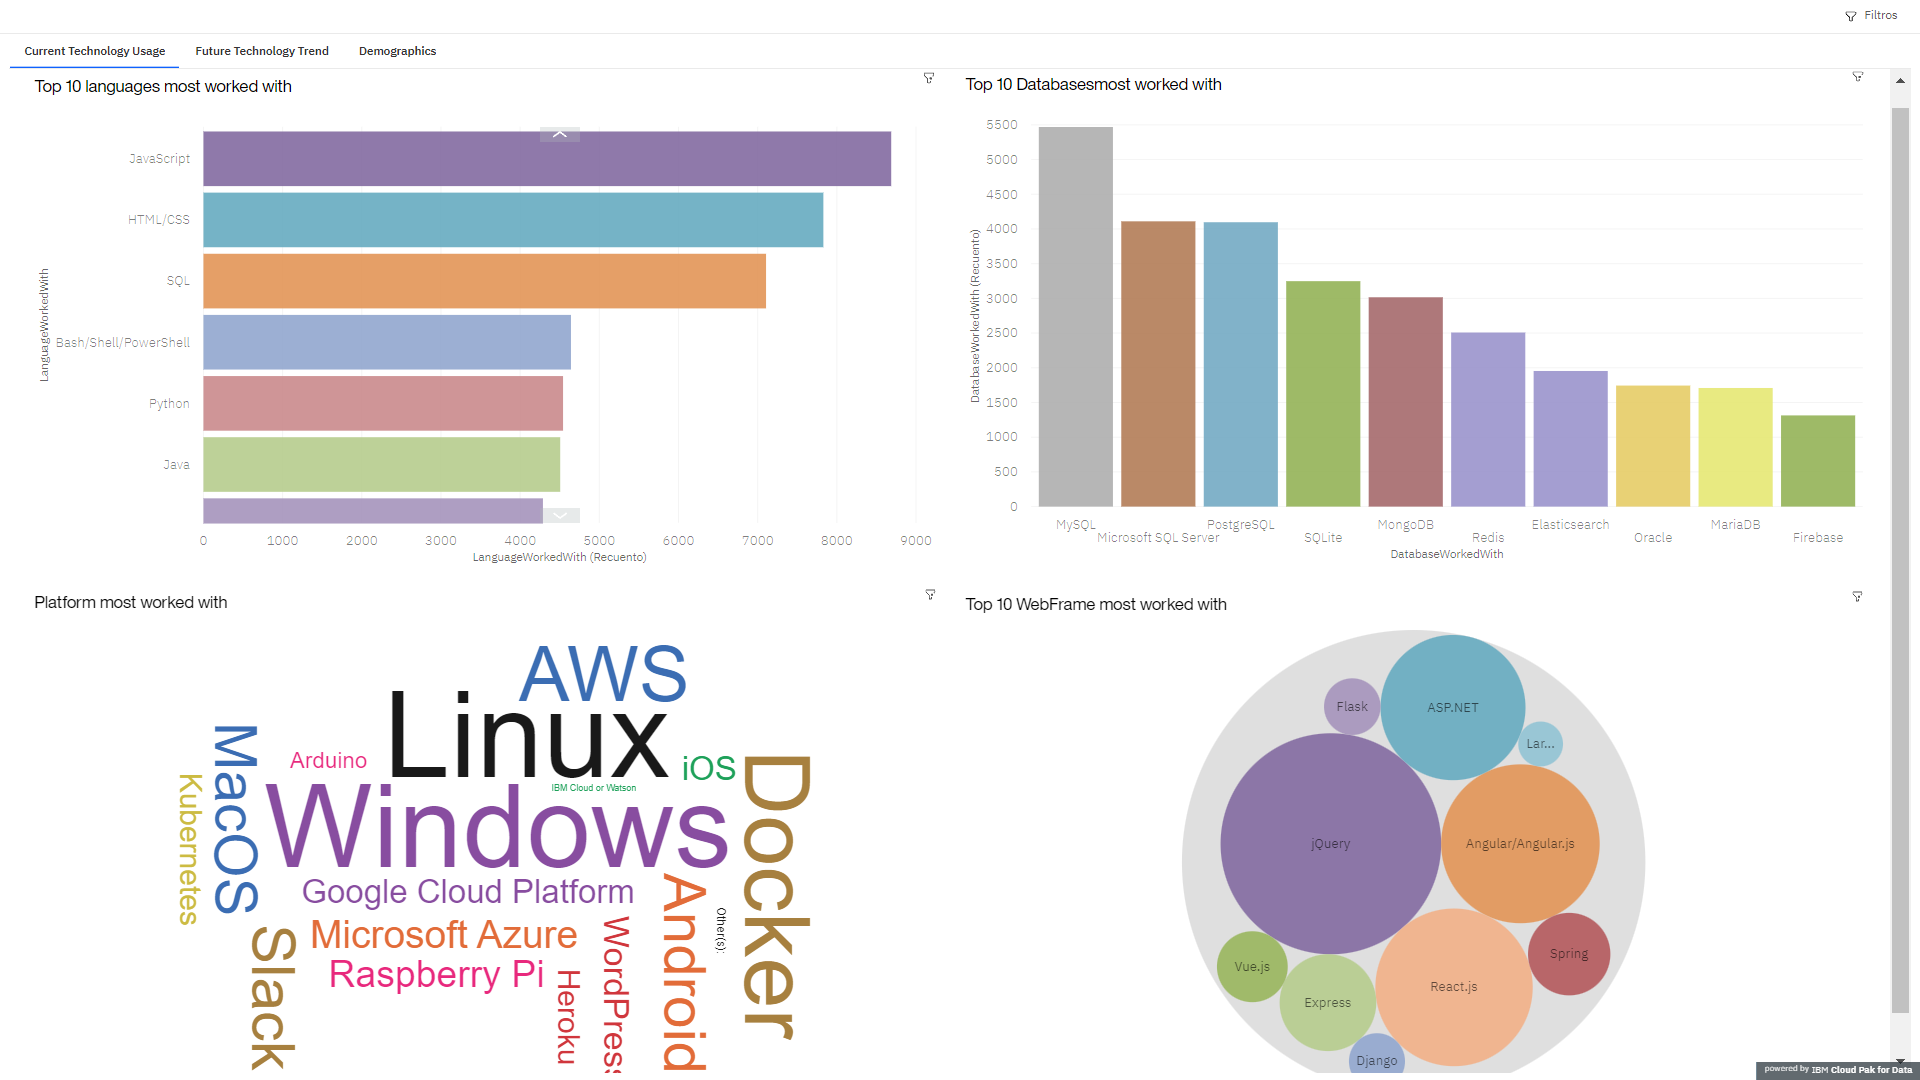 Filtros
Current Technology Usage
Future Technology Trend
Demographics
Top 10 languages most worked with
LanguageWorkedWith
JavaScript
HTML/CSS
SQL
Bash/Shell/PowerShell
Python
Java
0 1000 2000 3000 4000 5000 6000 7000 8000 9000
LanguageWorkedWith (Recuento)
Top 10 Databasesmost worked with
DatabaseWorkedWith (Recuento)
5500
5000
4500
4000
3500
3000
2500
2000
1500
1000
500
0
MySQL
Microsoft SQL Server
PostgreSQL
SQLite
MongoDB
Redis
Elasticsearch
Oracle
MariaDB
Firebase
DatabaseWorkedWith
Platform most worked with
AWS
Linux
Arduino
iOS
IBM Cloud or Watson
MacOS
Kubernetes
Windows
Docker
Google Cloud Platform
Microsoft Azure
Raspberry Pi
Slack
Heroku
WordPress
Android
Other(s):
Top 10 WebFrame most worked with
Flask
ASP.NET
Lar...
jQuery
Angular/Angular.js
Spring
Vue.js
Express
React.js
Django
powered by IBM Cloud Pak for Data